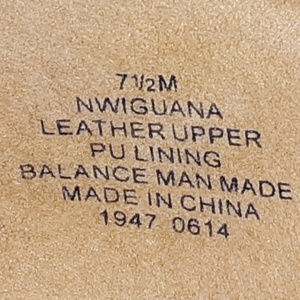 7½M
NWIGUANA
LEATHER UPPER
PU LINING
BALANCE MAN MADE
MADE IN CHINA
1947 0614